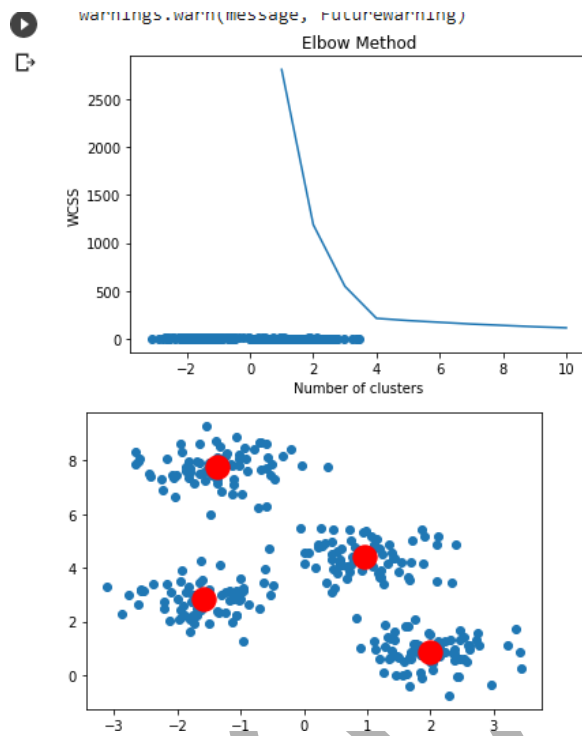 warnings.warn(message, FutureWarning)
Elbow Method
2500
2000
1500
1000
500
0
WCSS
−2 0 2 4 6 8 10
Number of clusters
8
6
4
2
0
−3 −2 −1 0 1 2 3